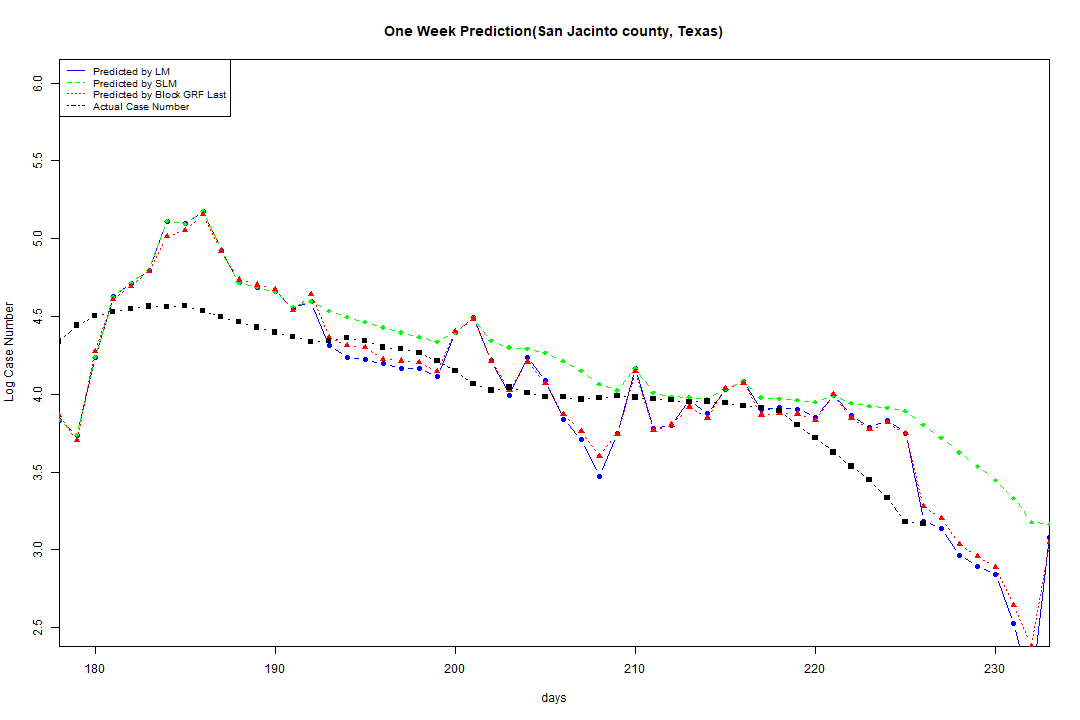 One Week Prediction(San Jacinto county, Texas)
Predicted by LM
Predicted by SLM
Predicted by Block GRF Last
Actual Case Number
6.0
5.5
5.0
4.5
4.0
3.5
3.0
2.5
Log Case Number
180 190 200 210 220 230
days